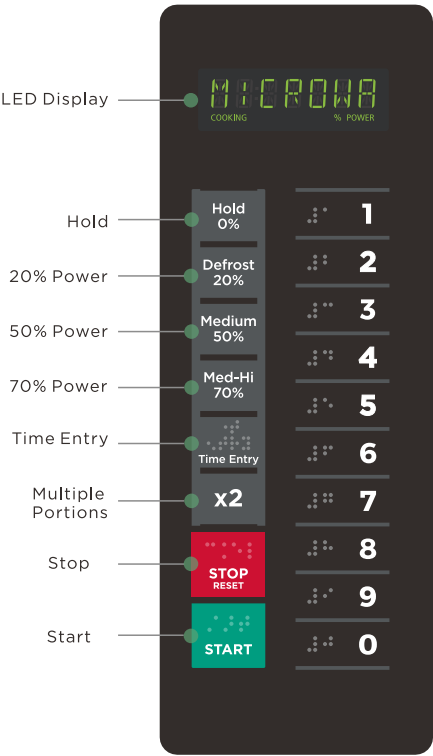 LED Display
MICROWA
COOKING
% POWER
Hold
Hold
0%
1
20% Power
Defrost
20%
2
50% Power
Medium
50%
3
70% Power
Med-Hi
70%
4
5
Time Entry
Time Entry
6
Multiple
Portions
x2
7
Stop
STOP
RESET
8
9
Start
START
0